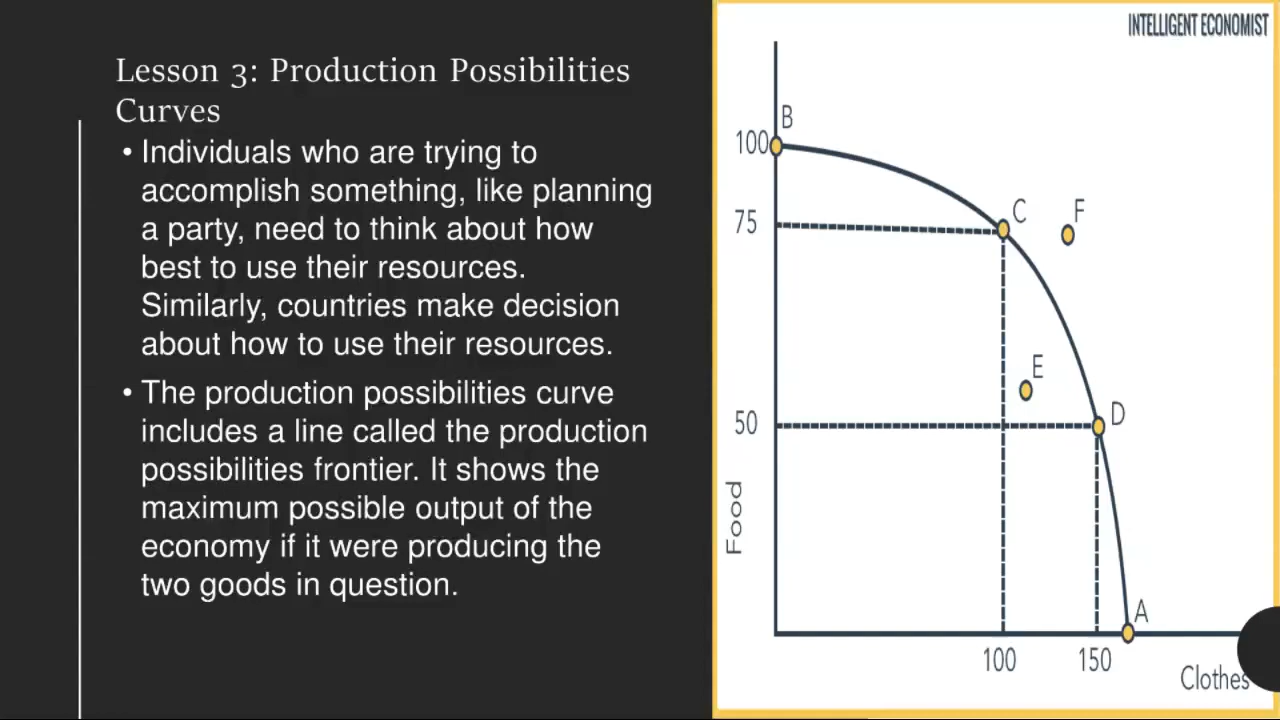 Lesson 3: Production Possibilities
Curves
• Individuals who are trying to
accomplish something, like planning
a party, need to think about how
best to use their resources.
Similarly, countries make decision
about how to use their resources.
• The production possibilities curve
includes a line called the production
possibilities frontier. It shows the
maximum possible output of the
economy if it were producing the
two goods in question.
INTELLIGENT ECONOMIST
B
100
C
F
75
E
D
50
Food
A
100
150
Clothes